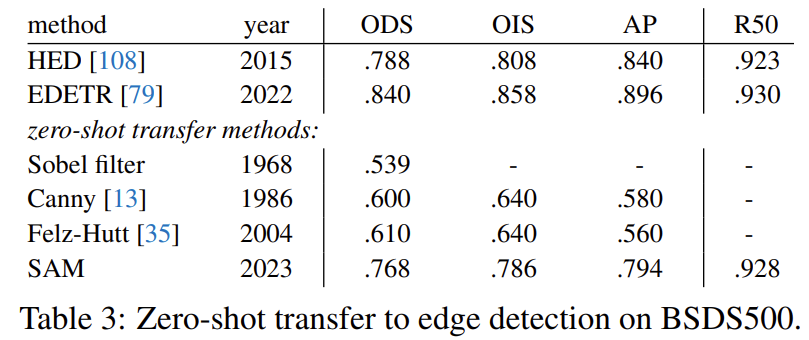 method year ODS OIS AP R50
HED [108] 2015 .788 .808 .840 .923
EDETR [79] 2022 .840 .858 .896 .930
zero-shot transfer methods:
Sobel filter 1968 .539 - - -
Canny [13] 1986 .600 .640 .580 -
Felz-Hutt [35] 2004 .610 .640 .560 -
SAM 2023 .768 .786 .794 .928
Table 3: Zero-shot transfer to edge detection on BSDS500.